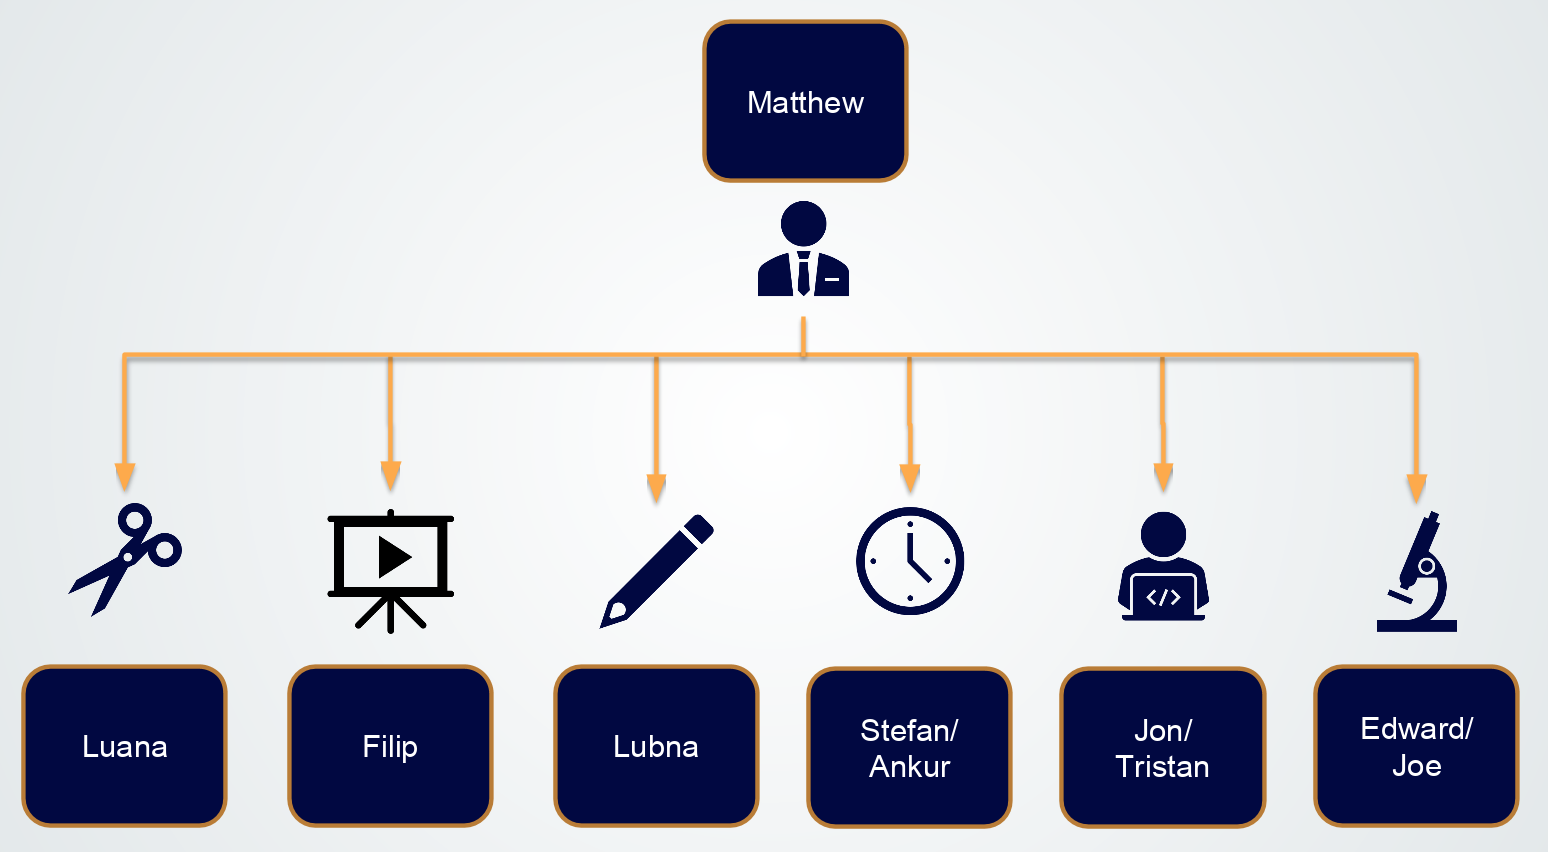 Matthew
Luana
Filip
Lubna
Stefan/
Ankur
</>
Jon/
Tristan
Edward/
Joe